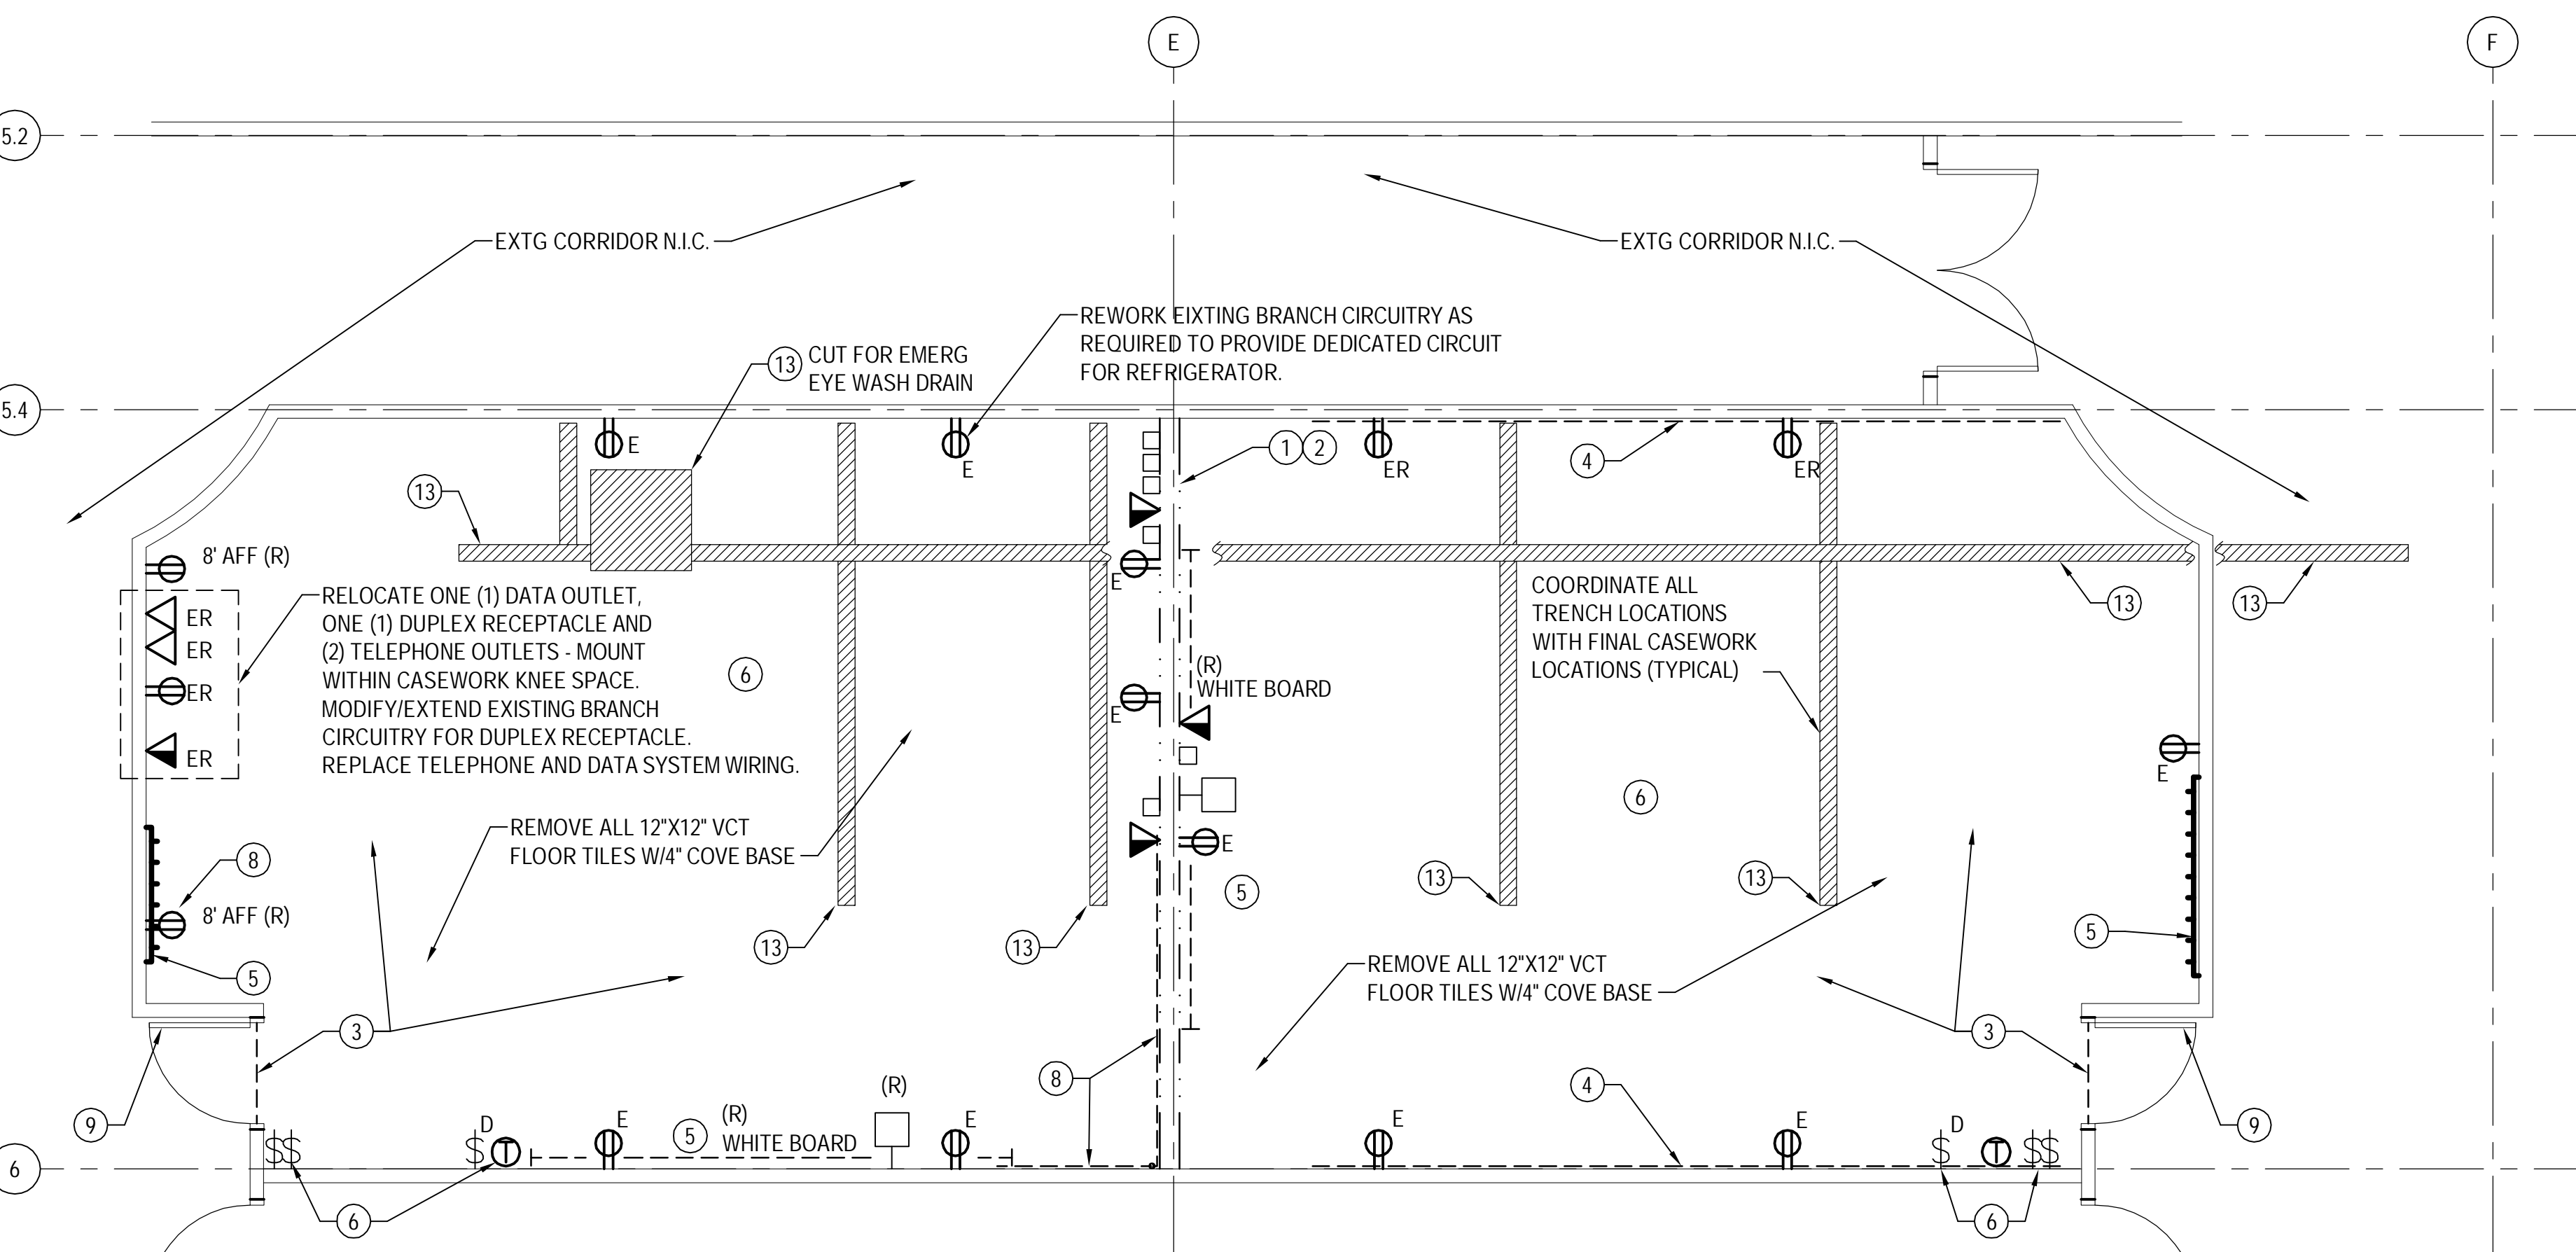 E
F
5.2
EXTG CORRIDOR N.I.C.
EXTG CORRIDOR N.I.C.
REWORK EIXTING BRANCH CIRCUITRY AS
REQUIRED TO PROVIDE DEDICATED CIRCUIT
FOR REFRIGERATOR.
13
CUT FOR EMERG
EYE WASH DRAIN
5.4
E
E
1
2
ER
4
ER
13
8' AFF (R)
ER
ER
ER
ER
RELOCATE ONE (1) DATA OUTLET,
ONE (1) DUPLEX RECEPTACLE AND
(2) TELEPHONE OUTLETS - MOUNT
WITHIN CASEWORK KNEE SPACE.
MODIFY/EXTEND EXISTING BRANCH
CIRCUITRY FOR DUPLEX RECEPTACLE.
REPLACE TELEPHONE AND DATA SYSTEM WIRING.
6
E
E
(R)
WHITE BOARD
COORDINATE ALL
TRENCH LOCATIONS
WITH FINAL CASEWORK
LOCATIONS (TYPICAL)
13
13
6
E
REMOVE ALL 12"X12" VCT
FLOOR TILES W/4" COVE BASE
E
8
8' AFF (R)
5
5
13
13
13
13
5
REMOVE ALL 12"X12" VCT
FLOOR TILES W/4" COVE BASE
3
3
8
4
9
9
6
$$
$
D
T
E
5
(R)
WHITE BOARD
(R)
E
E
E
$
D
T
$$
6
6